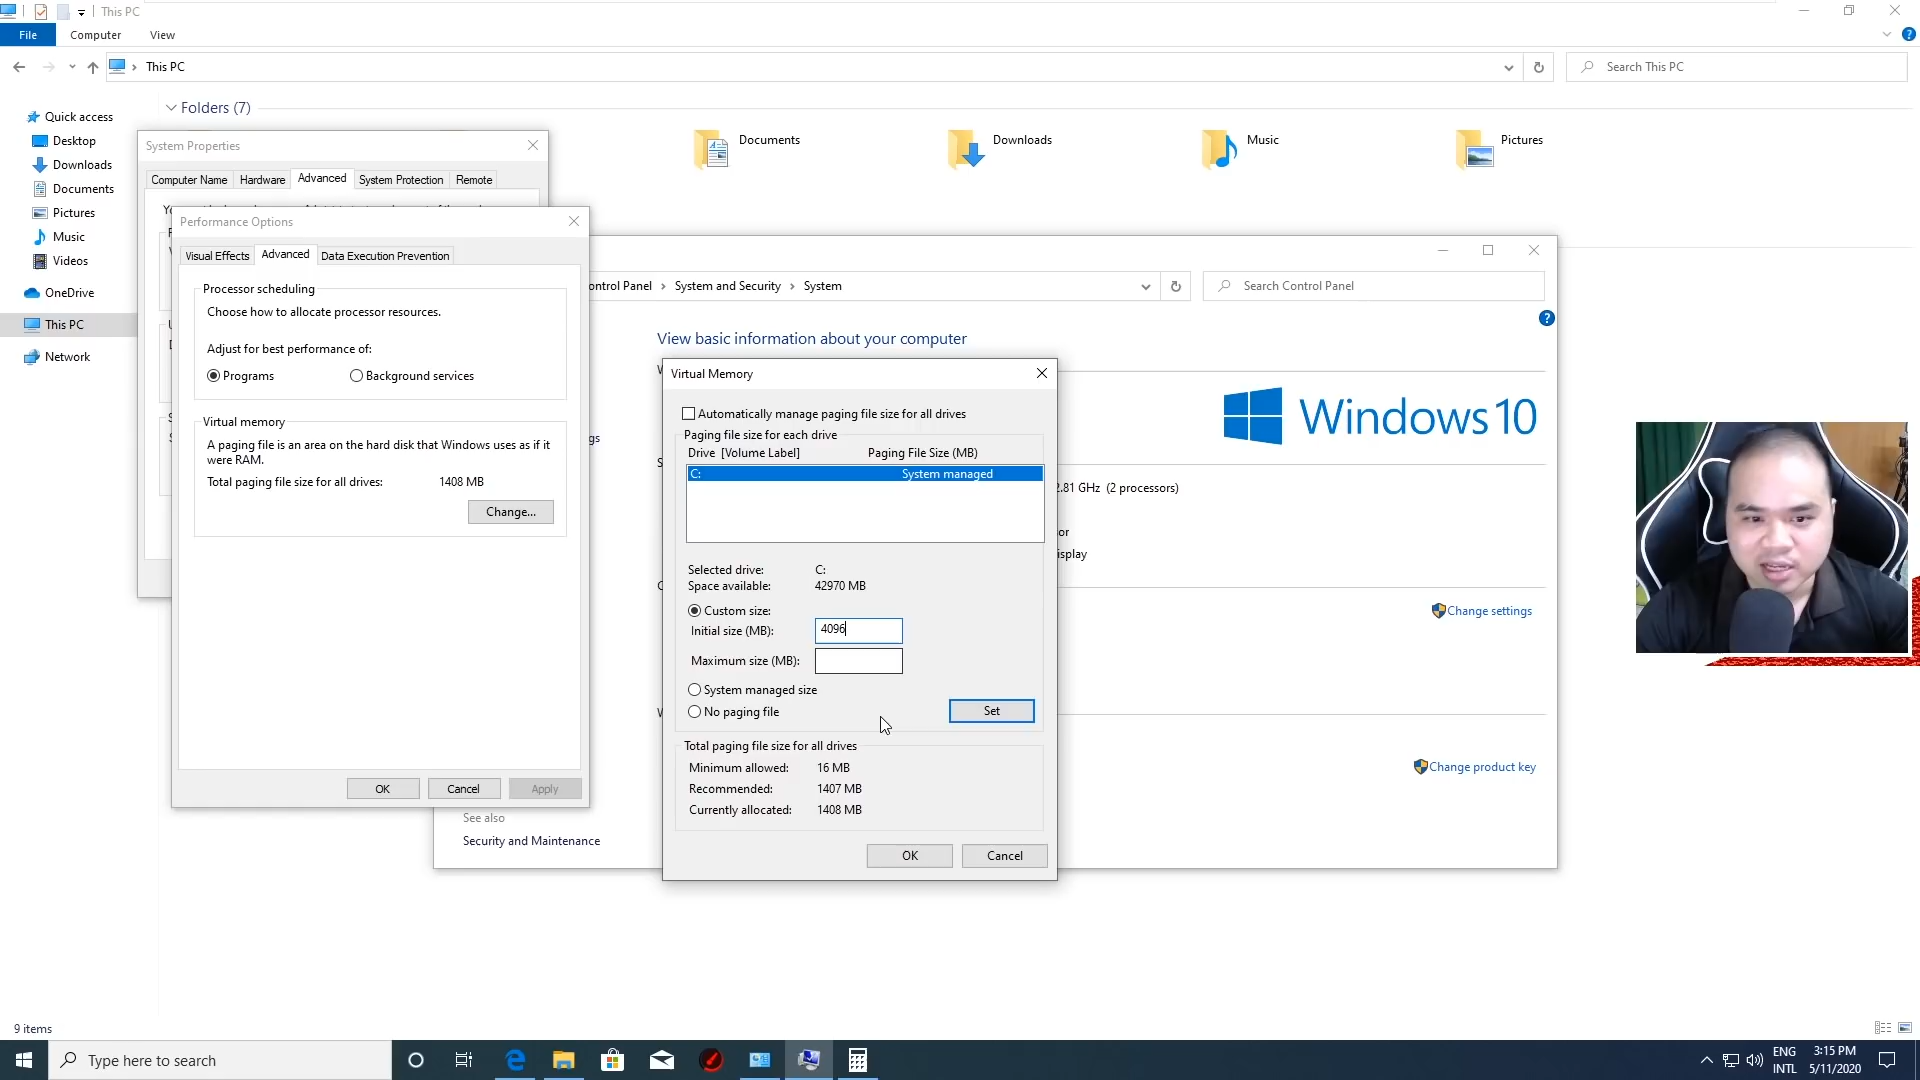 This PC
File
Computer
View
This PC
Search This PC
Quick access
Desktop
Downloads
Documents
Pictures
Music
Videos
OneDrive
This PC
Network
Folders (7)
Documents
Downloads
Music
Pictures
System Properties
Computer Name
Hardware
Advanced
System Protection
Remote
Performance Options
Visual Effects
Advanced
Data Execution Prevention
Processor scheduling
Choose how to allocate processor resources.
Adjust for best performance of:
Programs
Background services
Virtual memory
A paging file is an area on the hard disk that Windows uses as if it
were RAM.
Total paging file size for all drives: 1408 MB
Change...
OK
Cancel
Apply
ontrol Panel › System and Security › System
Search Control Panel
View basic information about your computer
Windows 10
2.81 GHz (2 processors)
Change settings
Change product key
See also
Security and Maintenance
Virtual Memory
Automatically manage paging file size for all drives
Paging file size for each drive
Drive [Volume Label] Paging File Size (MB)
C: System managed
Selected drive: C:
Space available: 42970 MB
Custom size:
Initial size (MB): 4096
Maximum size (MB):
System managed size
No paging file
Set
Total paging file size for all drives
Minimum allowed: 16 MB
Recommended: 1407 MB
Currently allocated: 1408 MB
OK
Cancel
9 items
Type here to search
ENG
INTL
3:15 PM
5/11/2020